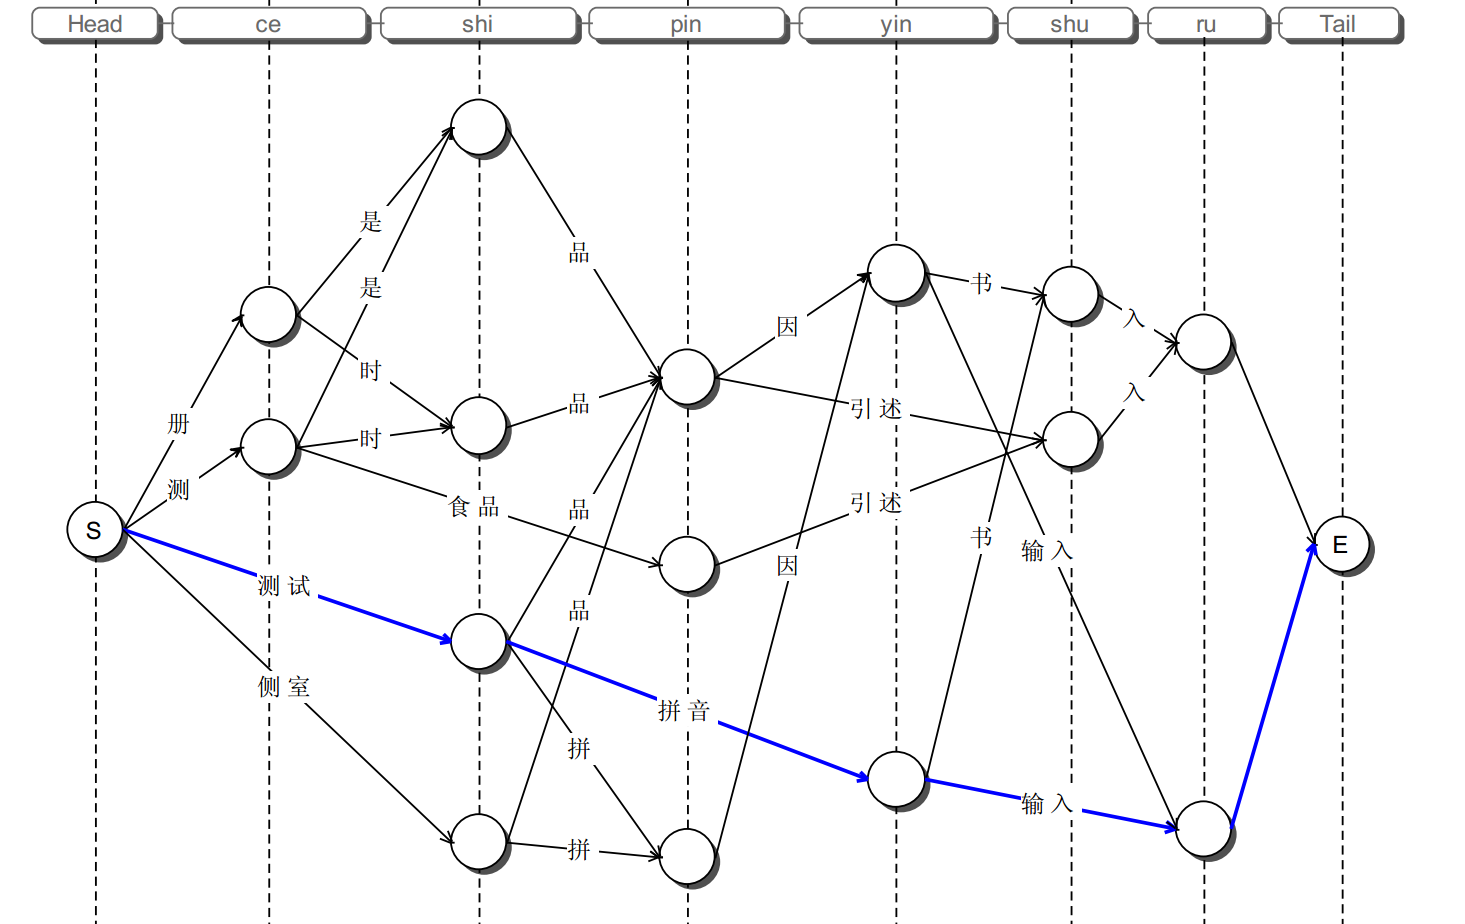 Head ce shi pin yin shu ru Tail
是
品
书
是
入
因
时
入
品
引述
册
时
测
食品
品
引述
S
书
E
输入
因
测试
品
侧室
拼音
拼
输入
拼